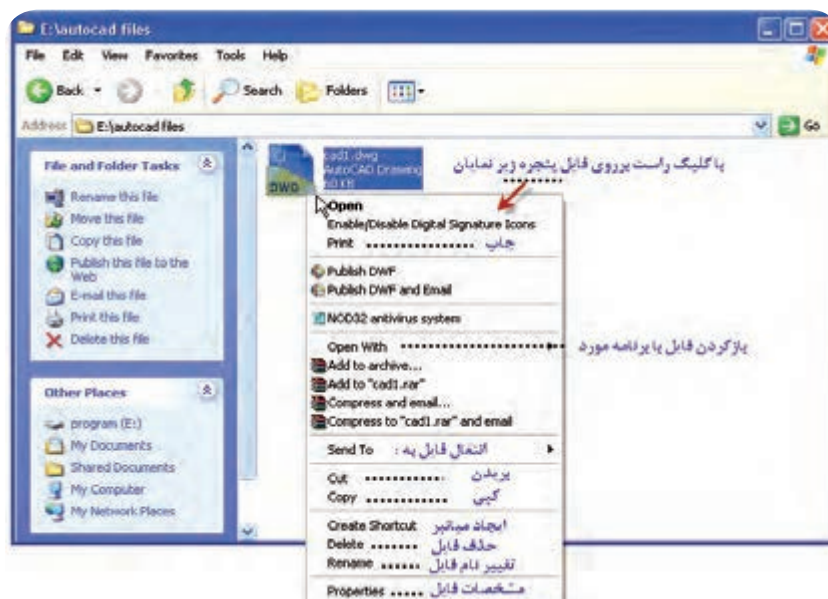 E:\autocad files
File Edit View Favorites Tools Help
Back Search Folders
Address E:\autocad files Go
File and Folder Tasks
Rename this file
Move this file
Copy this file
Publish this file to the Web
E-mail this file
Print this file
Delete this file
Other Places
program (E:)
My Documents
Shared Documents
My Computer
My Network Places
DWG
cad1.dwg
AutoCAD Drawing
60 KB
با کلیک راست برروی فایل پنجره زیر نمایان
Open
Enable/Disable Digital Signature Icons
Print ................. چاپ
Publish DWF
Publish DWF and Email
NOD32 antivirus system
Open With ................. بازکردن فایل با برنامه مورد
Add to archive...
Add to "cad1.rar"
Compress and email...
Compress to "cad1.rar" and email
Send To انتقال فایل به :
Cut ............ بریدن
Copy ............ کپی
Create Shortcut ایجاد میانبر
Delete ....... حذف فایل
Rename ...... تغییر نام فایل
Properties ..... مشخصات فایل